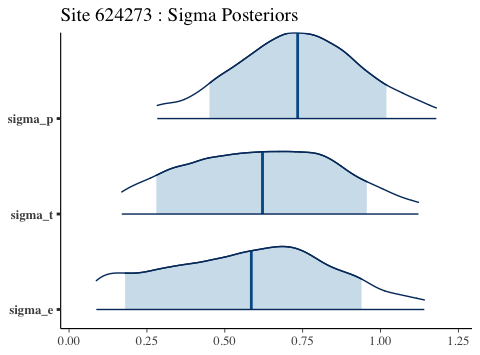 Site 624273 : Sigma Posteriors
sigma_p
sigma_t
sigma_e
0.00 0.25 0.50 0.75 1.00 1.25